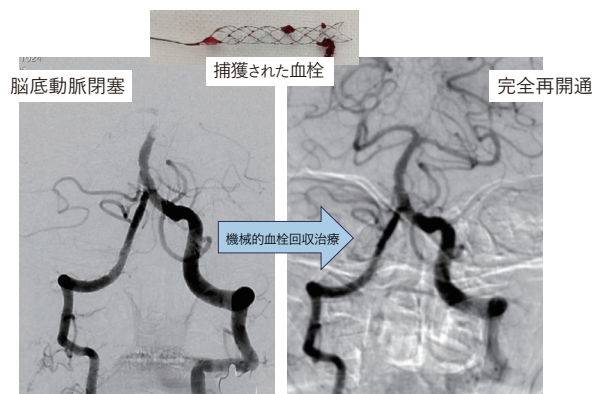 捕獲された血栓
脳底動脈閉塞
完全再開通
機械的血栓回収治療